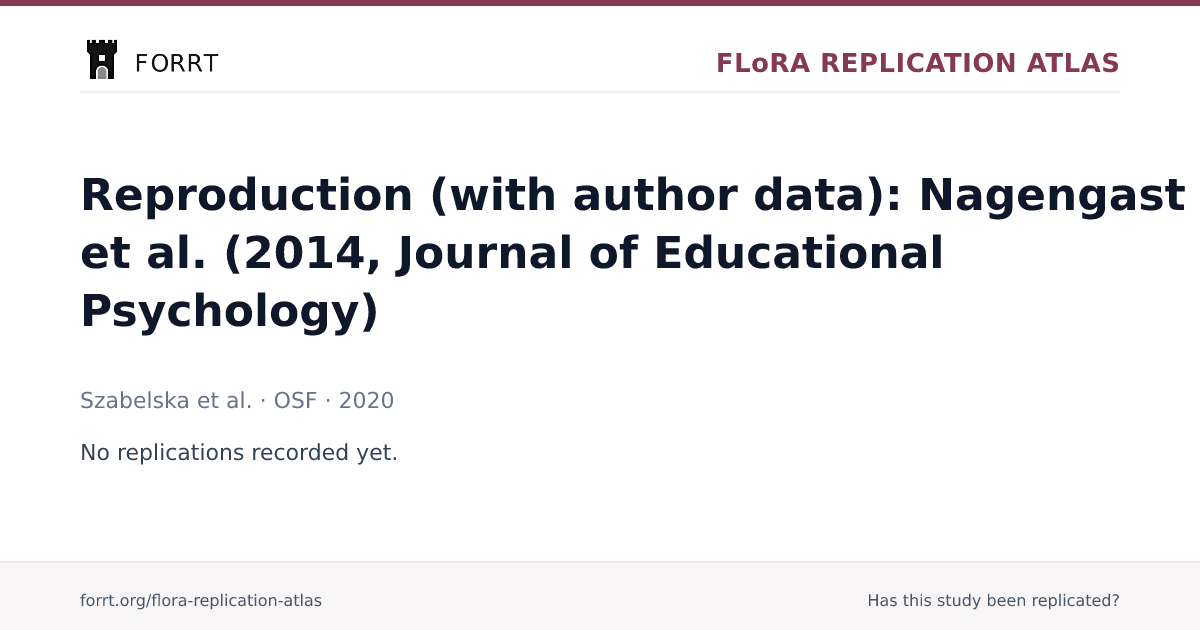 FORRT
FLoRA REPLICATION ATLAS
Reproduction (with author data): Nagengast
et al. (2014, Journal of Educational
Psychology)
Szabelska et al. · OSF · 2020
No replications recorded yet.
forrt.org/flora-replication-atlas
Has this study been replicated?